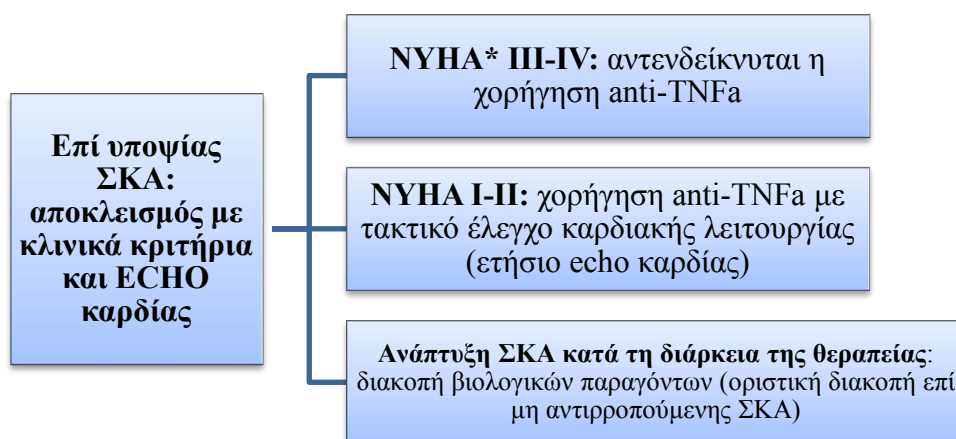 Επί υποψίας
ΣΚΑ:
αποκλεισμός με
κλινικά κριτήρια
και ECHO
καρδίας
NYHA* III-IV: αντενδείκνυται η
χορήγηση anti-TNFa
NYHA I-II: χορήγηση anti-TNFa με
τακτικό έλεγχο καρδιακής λειτουργίας
(ετήσιο echo καρδίας)
Ανάπτυξη ΣΚΑ κατά τη διάρκεια της θεραπείας:
διακοπή βιολογικών παραγόντων (οριστική διακοπή επί
μη αντιρροπούμενης ΣΚΑ)